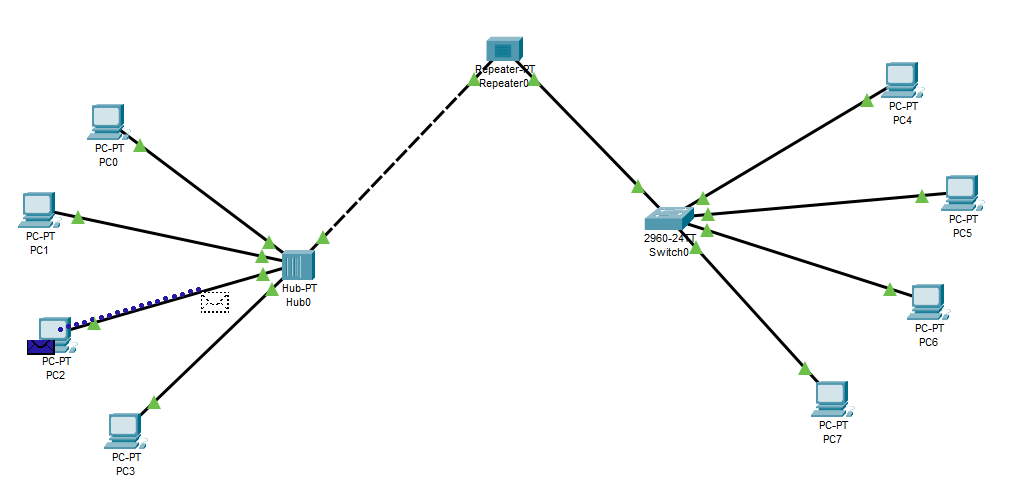 Repeater-PT
Repeater0
PC-PT
PC4
PC-PT
PC0
PC-PT
PC5
PC-PT
PC1
2960-24TT
Switch0
Hub-PT
Hub0
PC-PT
PC6
PC-PT
PC2
PC-PT
PC7
PC-PT
PC3